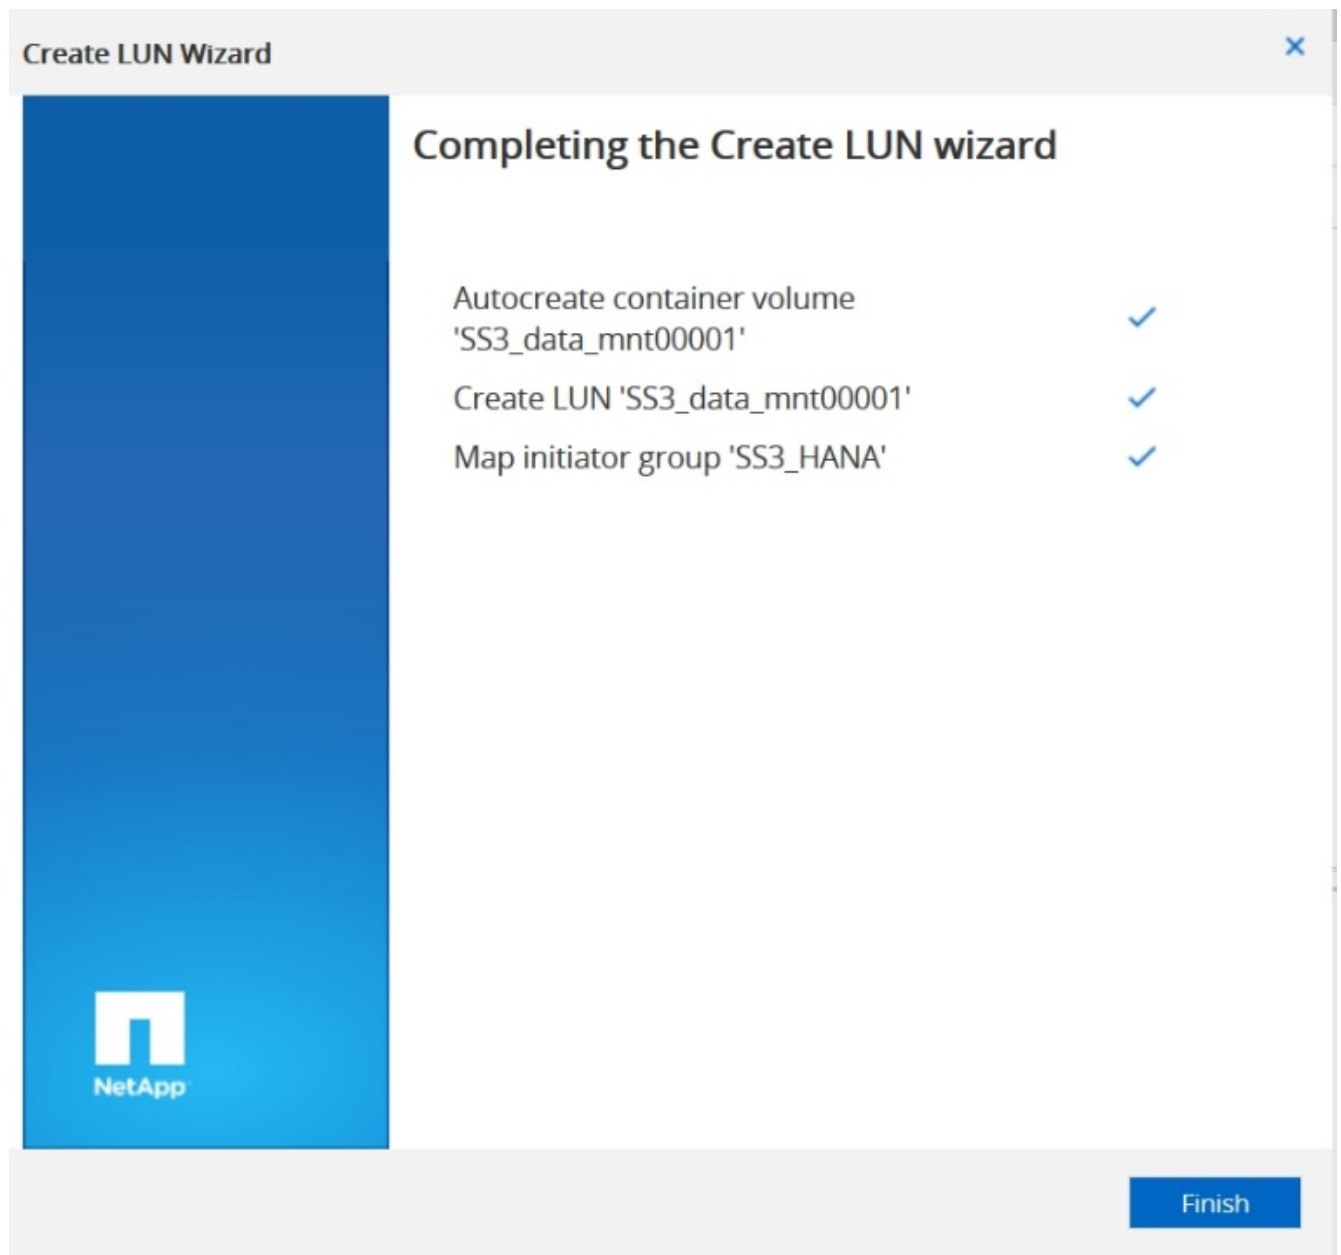 Create LUN Wizard
Completing the Create LUN wizard
Autocreate container volume
'SS3_data_mnt00001'
Create LUN 'SS3_data_mnt00001'
Map initiator group 'SS3_HANA'
NetApp
Finish